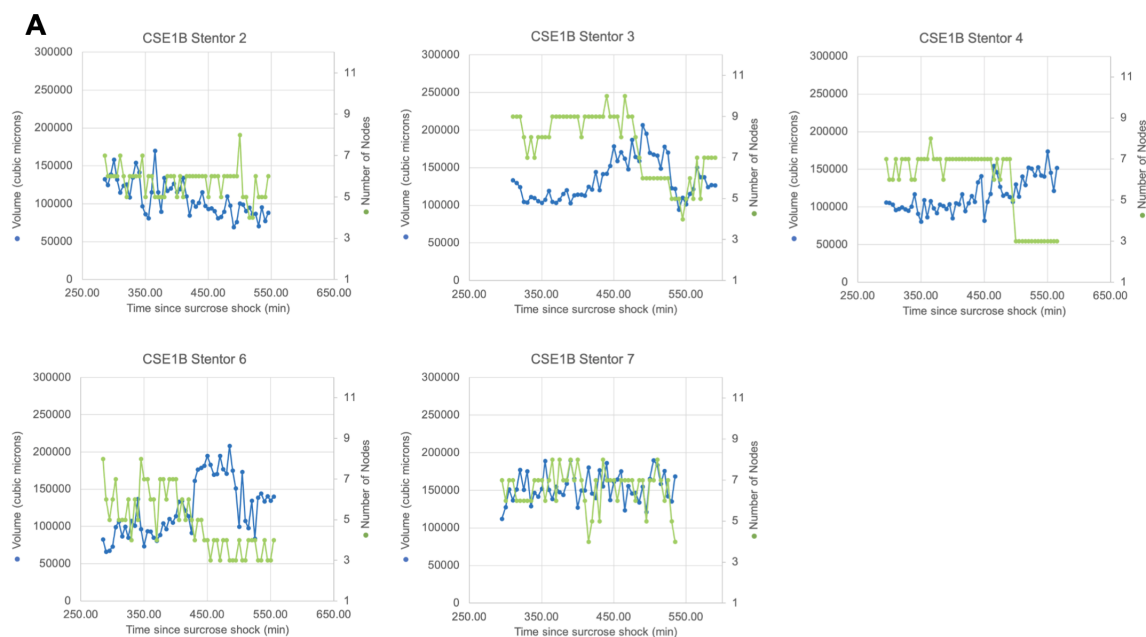 A
CSE1B Stentor 2
300000
250000
200000
150000
100000
50000
0
11
9
7
5
3
1
250.00 350.00 450.00 550.00 650.00
Time since surcrose shock (min)
Volume (cubic microns)
Number of Nodes
CSE1B Stentor 3
300000
250000
200000
150000
100000
50000
0
11
9
7
5
3
1
250.00 350.00 450.00 550.00
Time since surcrose shock (min)
Volume (cubic microns)
Number of Nodes
CSE1B Stentor 4
300000
250000
200000
150000
100000
50000
0
11
9
7
5
3
1
250.00 350.00 450.00 550.00 650.00
Time since surcrose shock (min)
Volume (cubic microns)
Number of Nodes
CSE1B Stentor 6
300000
250000
200000
150000
100000
50000
0
11
9
7
5
3
1
250.00 350.00 450.00 550.00 650.00
Time since surcrose shock (min)
Volume (cubic microns)
Number of Nodes
CSE1B Stentor 7
300000
250000
200000
150000
100000
50000
0
11
9
7
5
3
1
250.00 350.00 450.00 550.00
Time since surcrose shock (min)
Volume (cubic microns)
Number of Nodes